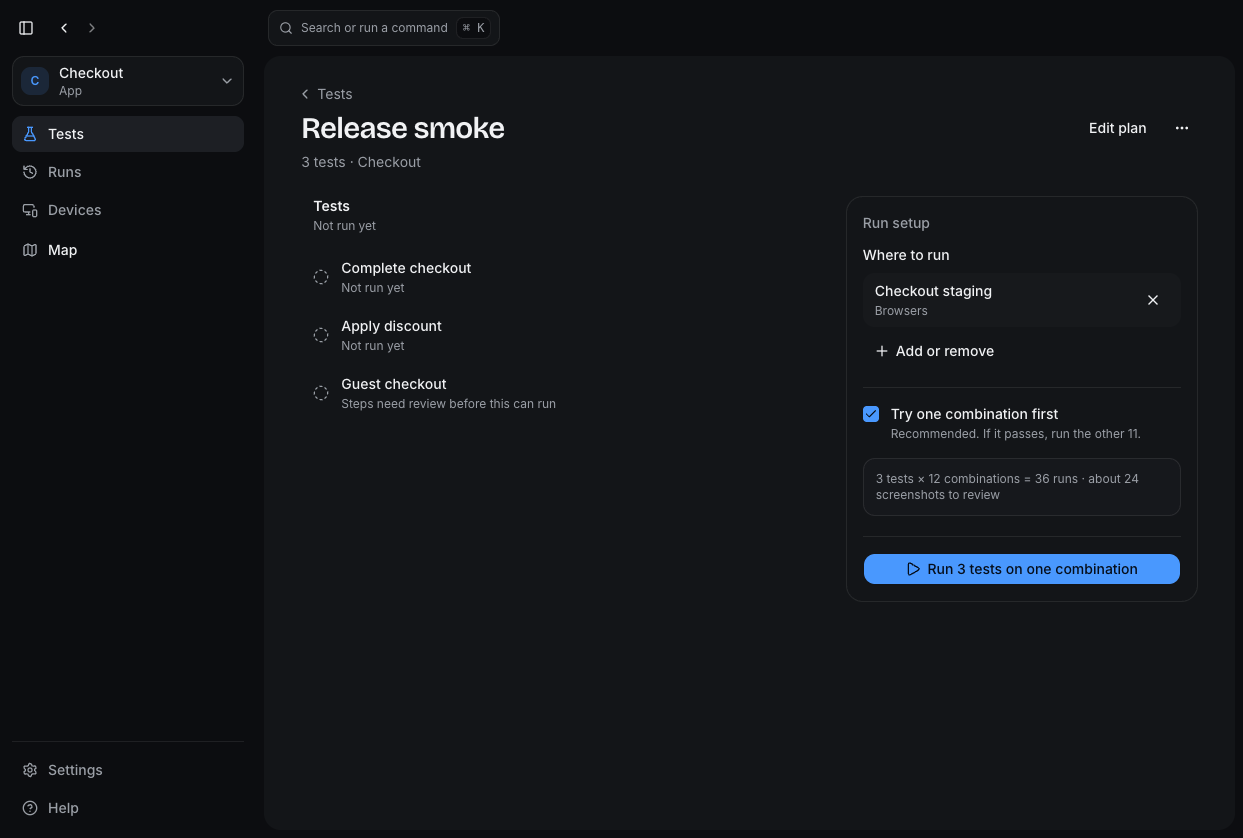 Search or run a command ⌘ K
C
Checkout
App
Tests
Runs
Devices
Map
Settings
Help
Tests
Release smoke
3 tests · Checkout
Edit plan
Tests
Not run yet
Complete checkout
Not run yet
Apply discount
Not run yet
Guest checkout
Steps need review before this can run
Run setup
Where to run
Checkout staging
Browsers
Add or remove
Try one combination first
Recommended. If it passes, run the other 11.
3 tests × 12 combinations = 36 runs · about 24
screenshots to review
Run 3 tests on one combination